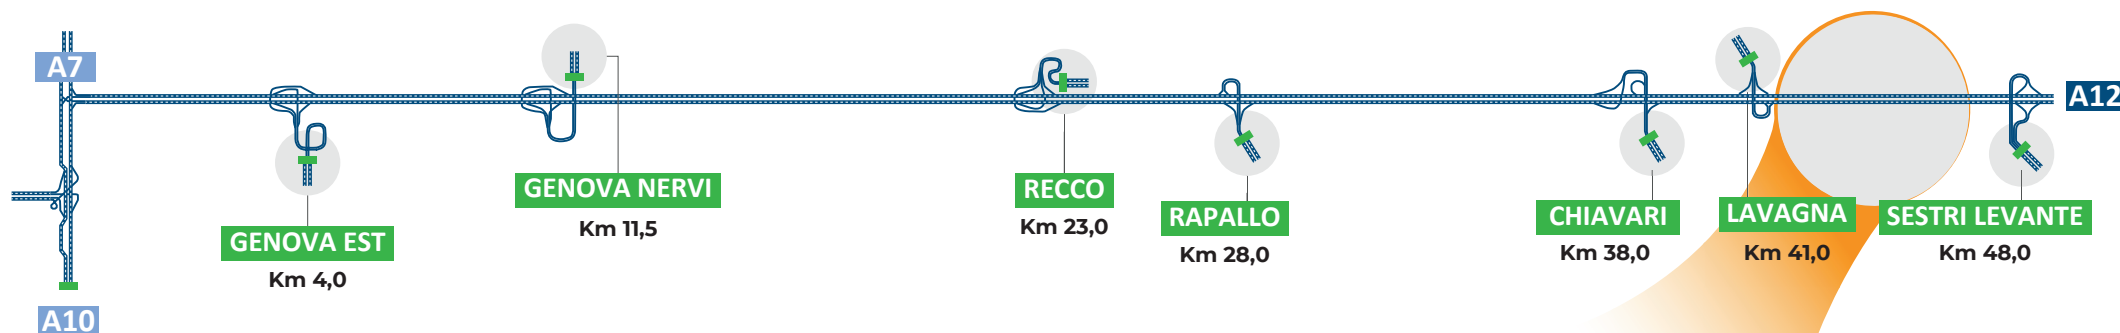 A7
A10
GENOVA EST
Km 4,0
GENOVA NERVI
Km 11,5
RECCO
Km 23,0
RAPALLO
Km 28,0
CHIAVARI
Km 38,0
LAVAGNA
Km 41,0
SESTRI LEVANTE
Km 48,0
A12